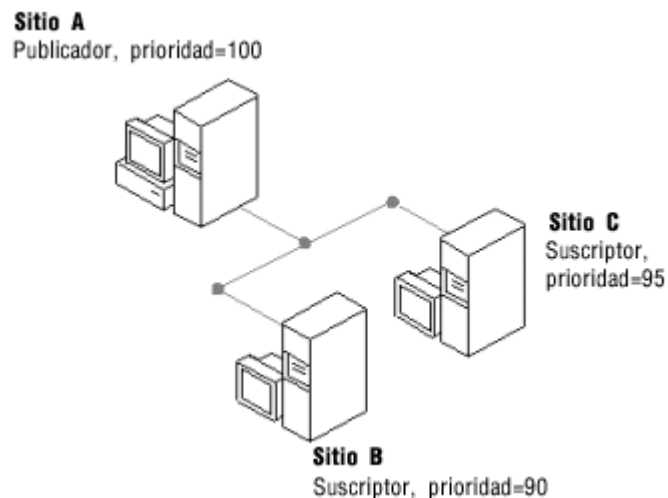 Sitio A
Publicador, prioridad=100
Sitio C
Suscriptor,
prioridad=95
Sitio B
Suscriptor, prioridad=90